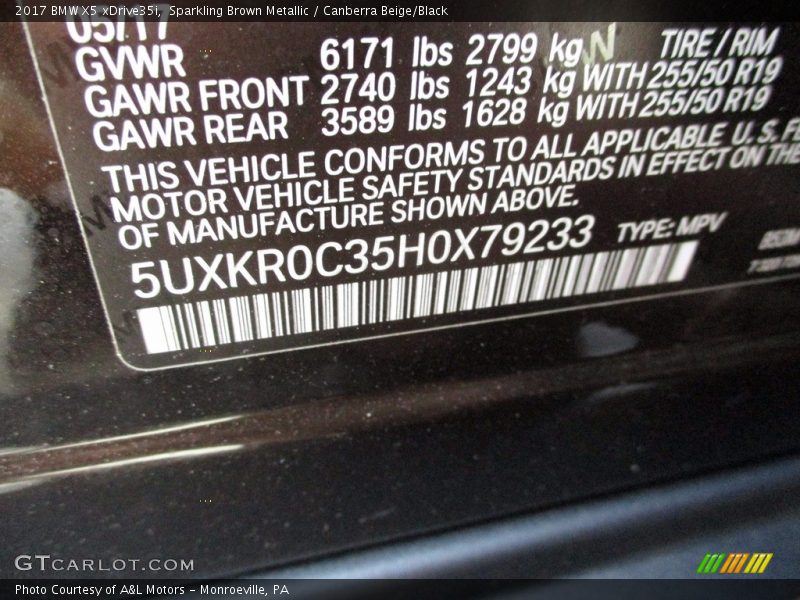 2017 BMW X5 xDrive35i, Sparkling Brown Metallic / Canberra Beige/Black
05/17
GVWR 6171 lbs 2799 kg TIRE / RIM
GAWR FRONT 2740 lbs 1243 kg WITH 255/50 R19
GAWR REAR 3589 lbs 1628 kg WITH 255/50 R19
THIS VEHICLE CONFORMS TO ALL APPLICABLE U.S. FE
MOTOR VEHICLE SAFETY STANDARDS IN EFFECT ON THE
OF MANUFACTURE SHOWN ABOVE.
5UXKR0C35H0X79233 TYPE: MPV
GTCARLOT.COM
Photo Courtesy of A&L Motors - Monroeville, PA